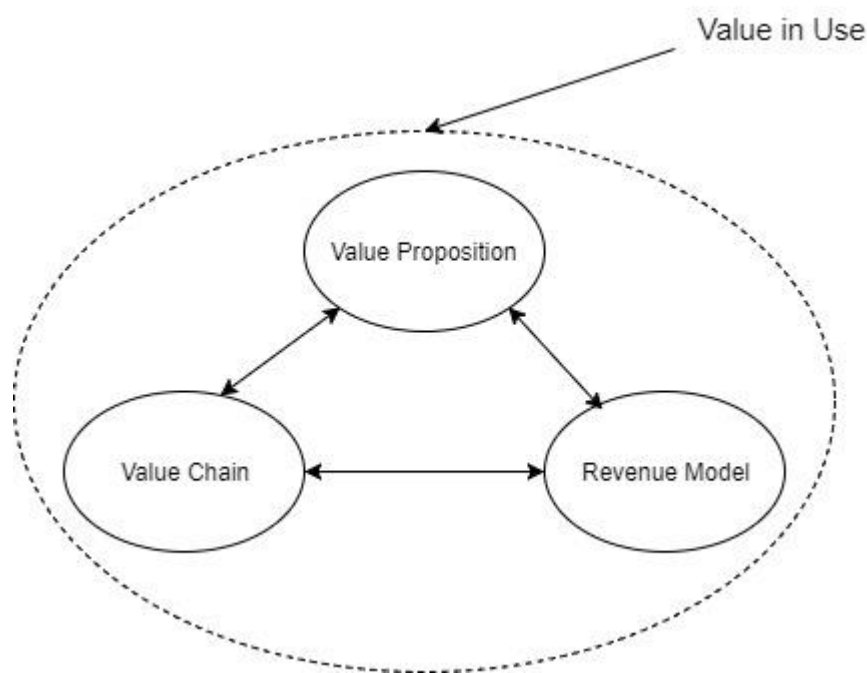 Value in Use
Value Proposition
Value Chain
Revenue Model